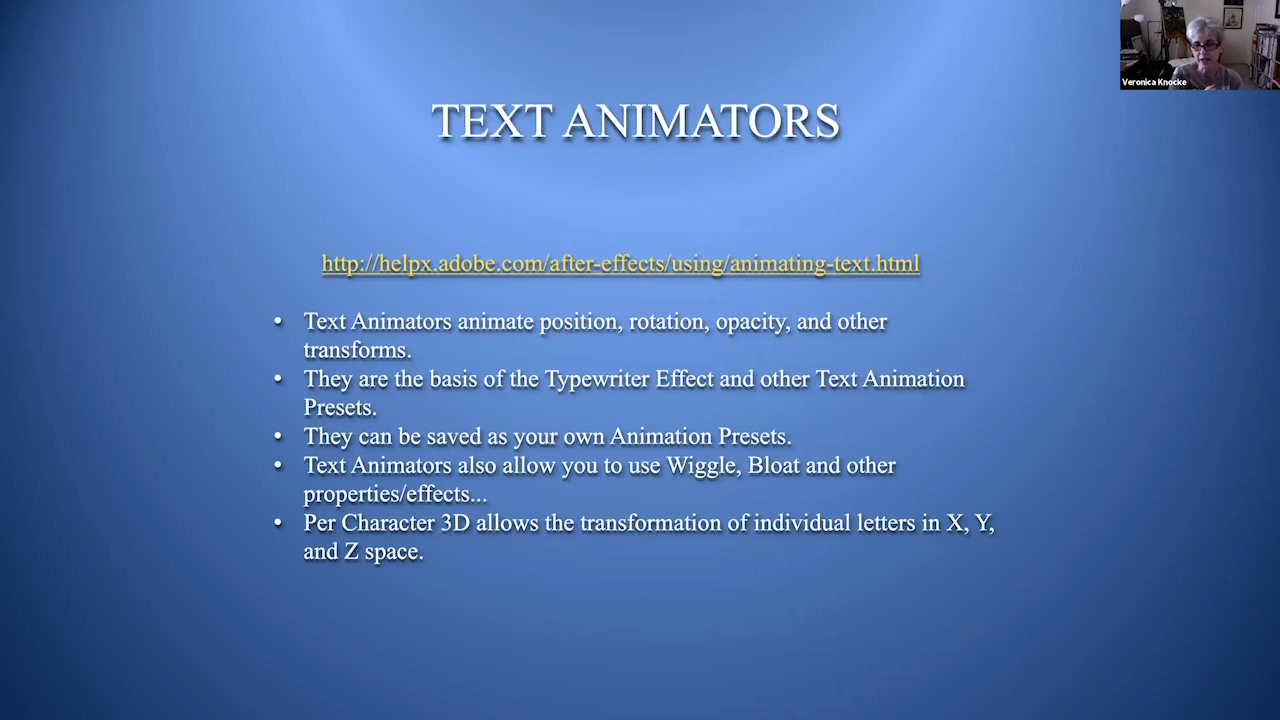 Veronica Knocke
TEXT ANIMATORS
http://helpx.adobe.com/after-effects/using/animating-text.html
• Text Animators animate position, rotation, opacity, and other
transforms.
• They are the basis of the Typewriter Effect and other Text Animation
Presets.
• They can be saved as your own Animation Presets.
• Text Animators also allow you to use Wiggle, Bloat and other
properties/effects...
• Per Character 3D allows the transformation of individual letters in X, Y,
and Z space.